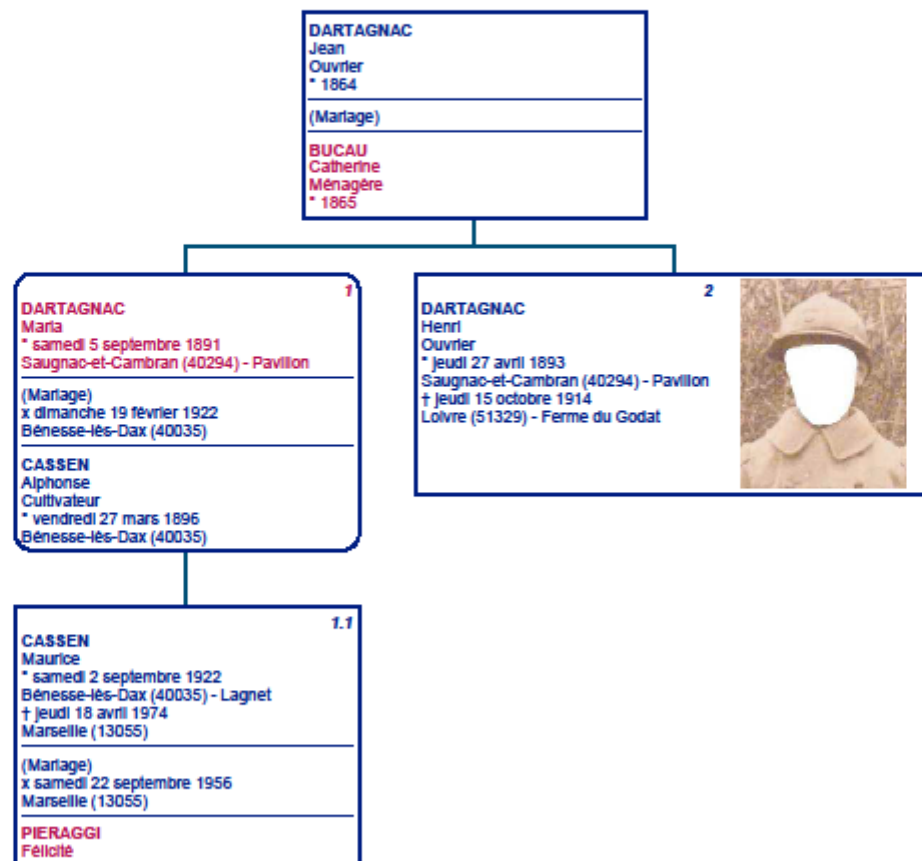 DARTAGNAC
Jean
Ouvrier
* 1864
(Mariage)
BUCAU
Catherine
Ménagère
* 1865
1
DARTAGNAC
Maria
* samedi 5 septembre 1891
Saugnac-et-Cambran (40294) - Pavillon
(Mariage)
x dimanche 19 février 1922
Bénesse-lès-Dax (40035)
CASSEN
Alphonse
Cultivateur
* vendredi 27 mars 1896
Bénesse-lès-Dax (40035)
2
DARTAGNAC
Henri
Ouvrier
* jeudi 27 avril 1893
Saugnac-et-Cambran (40294) - Pavillon
† jeudi 15 octobre 1914
Loivre (51329) - Ferme du Godat
1.1
CASSEN
Maurice
* samedi 2 septembre 1922
Bénesse-lès-Dax (40035) - Lagnet
† jeudi 18 avril 1974
Marseille (13055)
(Mariage)
x samedi 22 septembre 1956
Marseille (13055)
PIERAGGI
Félicité